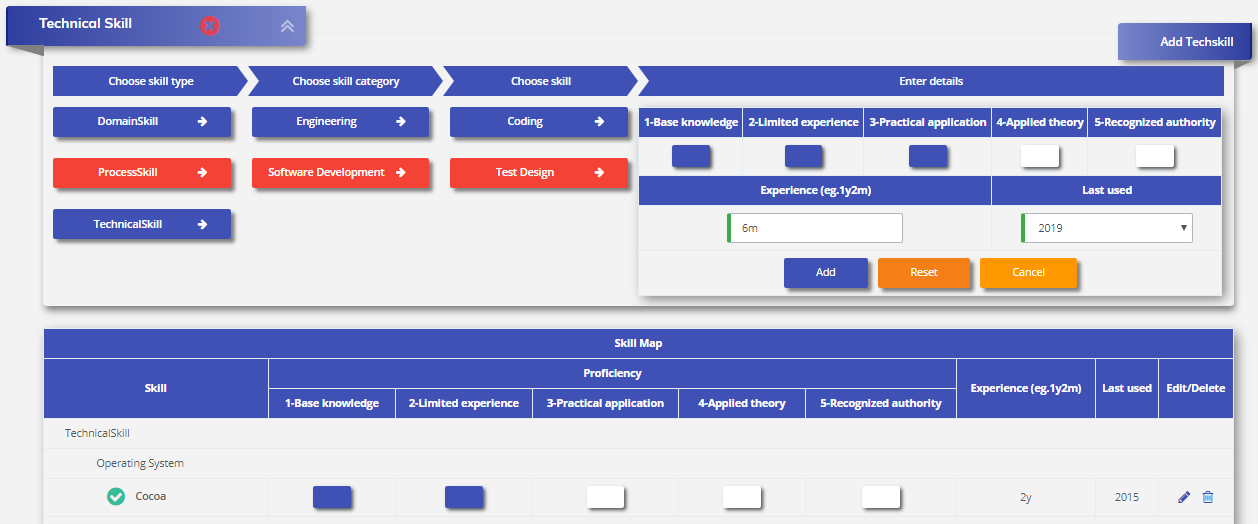 Technical Skill
Add Techskill
Choose skill type
Choose skill category
Choose skill
Enter details
DomainSkill
Engineering
Coding
1-Base knowledge
2-Limited experience
3-Practical application
4-Applied theory
5-Recognized authority
ProcessSkill
Software Development
Test Design
Experience (eg.1y2m)
Last used
TechnicalSkill
6m
2019
Add
Reset
Cancel
Skill Map
Skill
Proficiency
Experience (eg.1y2m)
Last used
Edit/Delete
1-Base knowledge
2-Limited experience
3-Practical application
4-Applied theory
5-Recognized authority
TechnicalSkill
Operating System
Cocoa
2y
2015